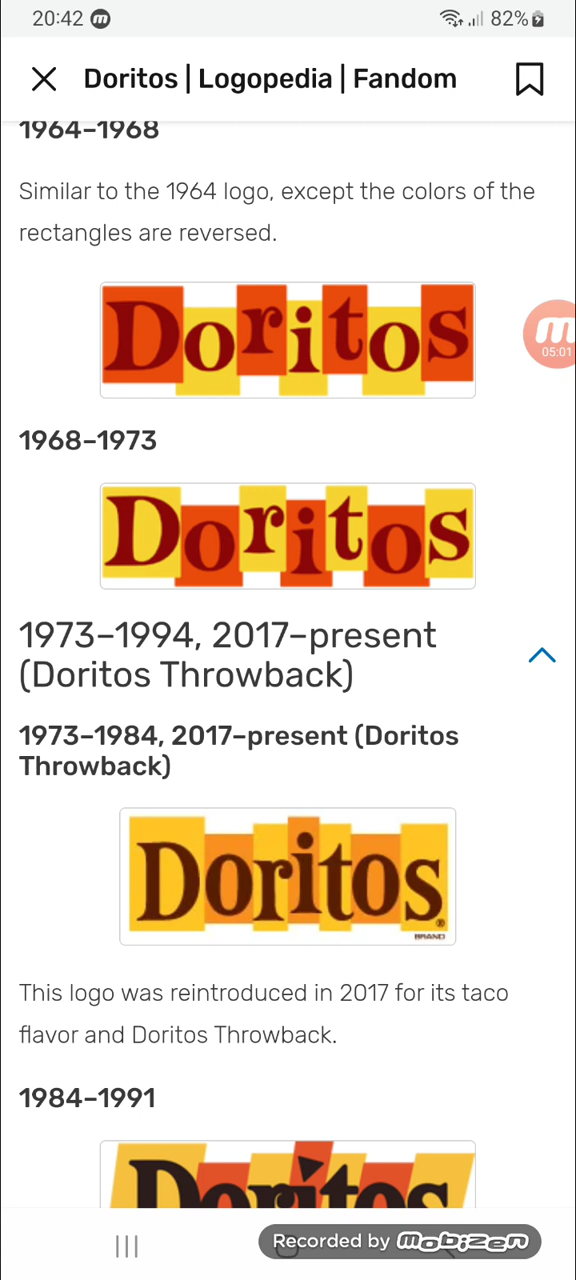 20:42 m 82%
Doritos | Logopedia | Fandom
1964–1968
Similar to the 1964 logo, except the colors of the
rectangles are reversed.
Doritos
m
05:01
1968–1973
Doritos
1973–1994, 2017–present
(Doritos Throwback)
1973–1984, 2017–present (Doritos
Throwback)
Doritos®
BRAND
This logo was reintroduced in 2017 for its taco
flavor and Doritos Throwback.
1984–1991
Doritos
Recorded by mobizen